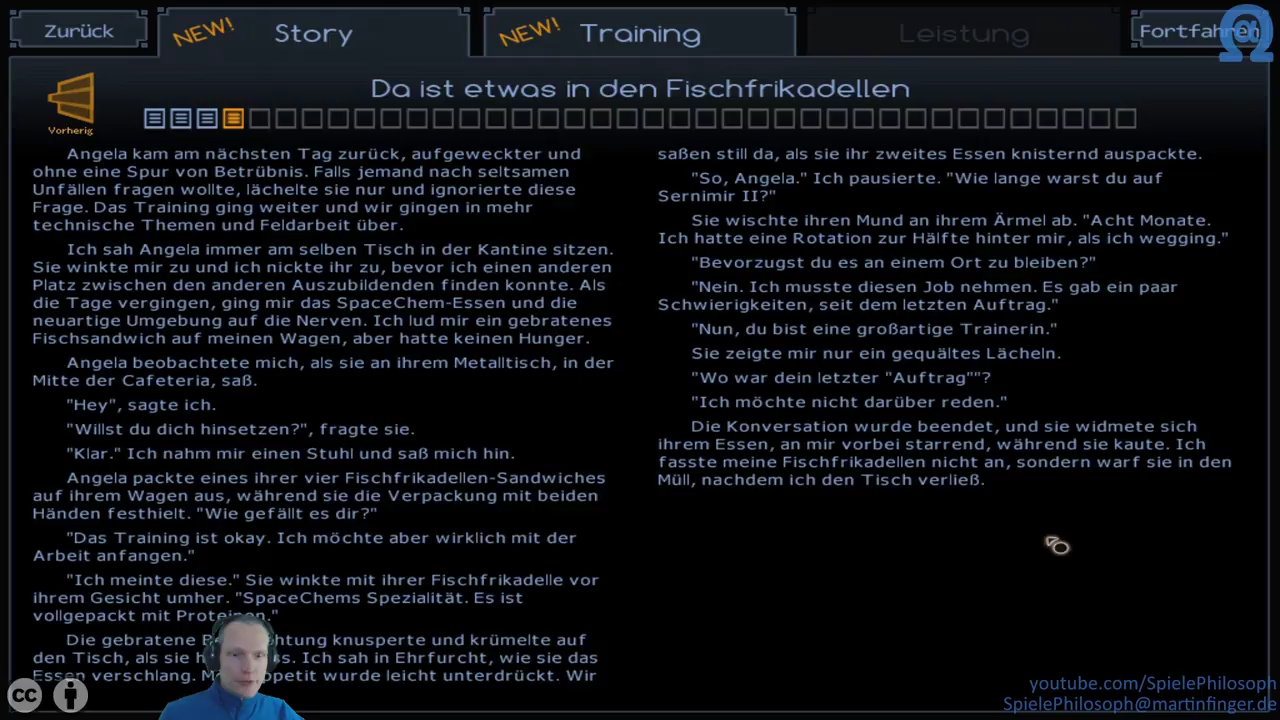 Zurück
NEW!
Story
NEW!
Training
Leistung
Fortfahren
Da ist etwas in den Fischfrikadellen
Vorherig
Angela kam am nächsten Tag zurück, aufgeweckter und
ohne eine Spur von Betrübnis. Falls jemand nach seltsamen
Unfällen fragen wollte, lächelte sie nur und ignorierte diese
Frage. Das Training ging weiter und wir gingen in mehr
technische Themen und Feldarbeit über.
Ich sah Angela immer am selben Tisch in der Kantine sitzen.
Sie winkte mir zu und ich nickte ihr zu, bevor ich einen anderen
Platz zwischen den anderen Auszubildenden finden konnte. Als
die Tage vergingen, ging mir das SpaceChem-Essen und die
neuartige Umgebung auf die Nerven. Ich lud mir ein gebratenes
Fischsandwich auf meinen Wagen, aber hatte keinen Hunger.
Angela beobachtete mich, als sie an ihrem Metalltisch, in der
Mitte der Cafeteria, saß.
"Hey", sagte ich.
"Willst du dich hinsetzen?", fragte sie.
"Klar." Ich nahm mir einen Stuhl und saß mich hin.
Angela packte eines ihrer vier Fischfrikadellen-Sandwiches
auf ihrem Wagen aus, während sie die Verpackung mit beiden
Händen festhielt. "Wie gefällt es dir?"
"Das Training ist okay. Ich möchte aber wirklich mit der
Arbeit anfangen."
"Ich meinte diese." Sie winkte mit ihrer Fischfrikadelle vor
ihrem Gesicht umher. "SpaceChems Spezialität. Es ist
vollgepackt mit Proteinen."
Die gebratene knusperte und krümelte auf
den Tisch, als sie Ich sah in Ehrfurcht, wie sie das
Essen verschlang. wurde leicht unterdrückt. Wir
saßen still da, als sie ihr zweites Essen knisternd auspackte.
"So, Angela." Ich pausierte. "Wie lange warst du auf
Sernimir II?"
Sie wischte ihren Mund an ihrem Ärmel ab. "Acht Monate.
Ich hatte eine Rotation zur Hälfte hinter mir, als ich wegging."
"Bevorzugst du es an einem Ort zu bleiben?"
"Nein. Ich musste diesen Job nehmen. Es gab ein paar
Schwierigkeiten, seit dem letzten Auftrag."
"Nun, du bist eine großartige Trainerin."
Sie zeigte mir nur ein gequältes Lächeln.
"Wo war dein letzter "Auftrag""?
"Ich möchte nicht darüber reden."
Die Konversation wurde beendet, und sie widmete sich
ihrem Essen, an mir vorbei starrend, während sie kaute. Ich
fasste meine Fischfrikadellen nicht an, sondern warf sie in den
Müll, nachdem ich den Tisch verließ.
cc
youtube.com/SpielePhilosoph
SpielePhilosoph@martinfinger.de